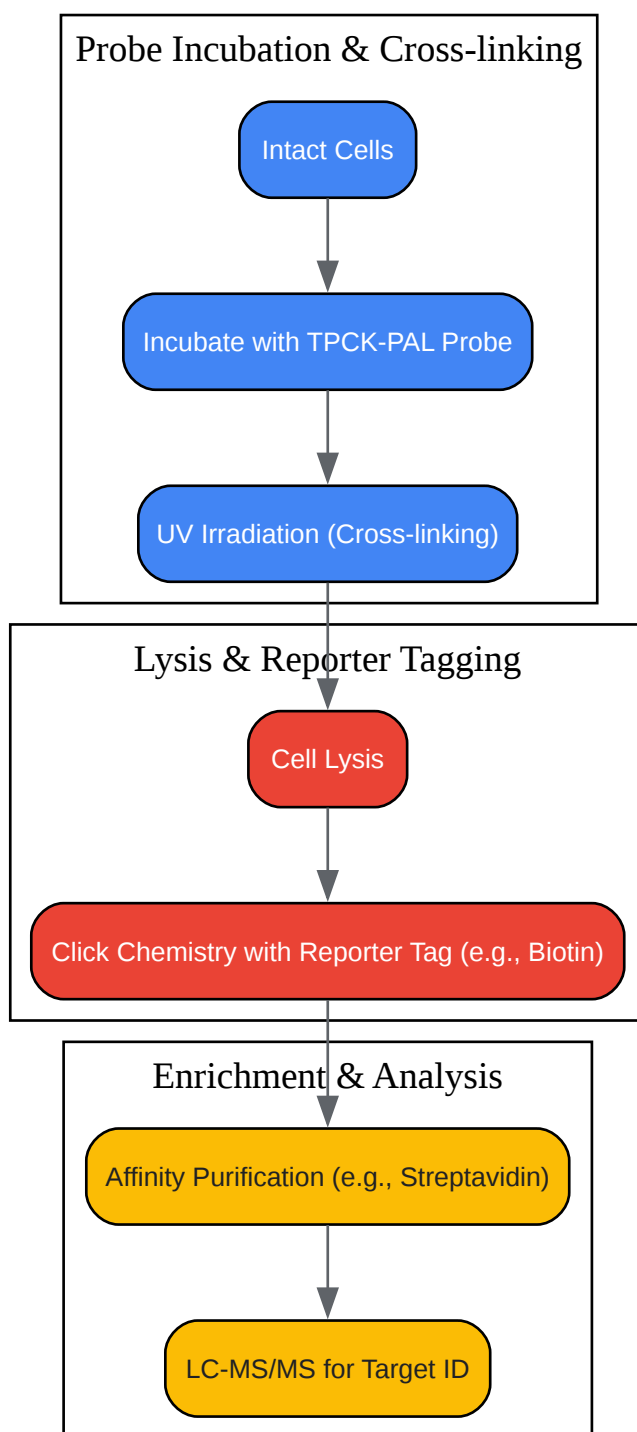 Probe Incubation & Cross-linking
Intact Cells
Incubate with TPCK-PAL Probe
UV Irradiation (Cross-linking)
Lysis & Reporter Tagging
Cell Lysis
Click Chemistry with Reporter Tag (e.g., Biotin)
Enrichment & Analysis
Affinity Purification (e.g., Streptavidin)
LC-MS/MS for Target ID